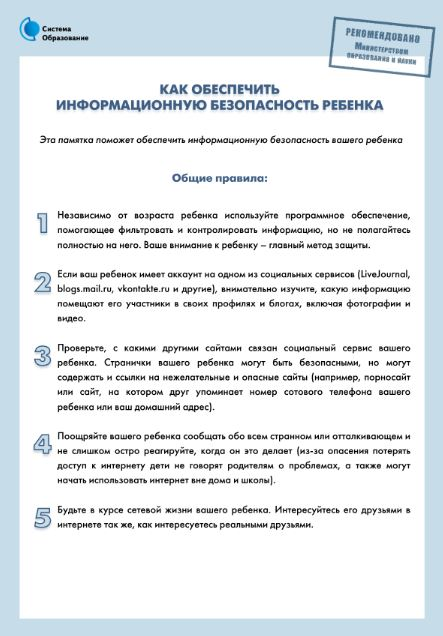 Система
Образование
РЕКОМЕНДОВАНО
Министерством
образования и науки
КАК ОБЕСПЕЧИТЬ
ИНФОРМАЦИОННУЮ БЕЗОПАСНОСТЬ РЕБЕНКА
Эта памятка поможет обеспечить информационную безопасность вашего ребенка
Общие правила:
1 Независимо от возраста ребенка используйте программное обеспечение,
помогающее фильтровать и контролировать информацию, но не полагайтесь
полностью на него. Ваше внимание к ребенку – главный метод защиты.
2 Если ваш ребенок имеет аккаунт на одном из социальных сервисов (LiveJournal,
blogs.mail.ru, vkontakte.ru и другие), внимательно изучите, какую информацию
помещают его участники в своих профилях и блогах, включая фотографии и
видео.
3 Проверьте, с какими другими сайтами связан социальный сервис вашего
ребенка. Странички вашего ребенка могут быть безопасными, но могут
содержать и ссылки на нежелательные и опасные сайты (например, порносайт
или сайт, на котором друг упоминает номер сотового телефона вашего
ребенка или ваш домашний адрес).
4 Поощряйте вашего ребенка сообщать обо всем странном или отталкивающем и
не слишком остро реагируйте, когда он это делает (из-за опасения потерять
доступ к интернету дети не говорят родителям о проблемах, а также могут
начать использовать интернет вне дома и школы).
5 Будьте в курсе сетевой жизни вашего ребенка. Интересуйтесь его друзьями в
интернете так же, как интересуетесь реальными друзьями.